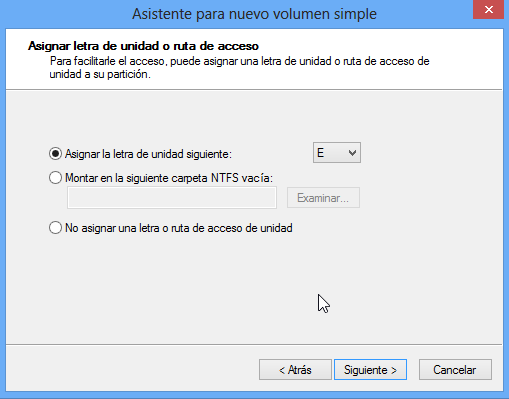 Asistente para nuevo volumen simple
Asignar letra de unidad o ruta de acceso
Para facilitarle el acceso, puede asignar una letra de unidad o ruta de acceso de
unidad a su partición.
Asignar la letra de unidad siguiente:
E
Montar en la siguiente carpeta NTFS vacía:
Examinar...
No asignar una letra o ruta de acceso de unidad
< Atrás
Siguiente >
Cancelar